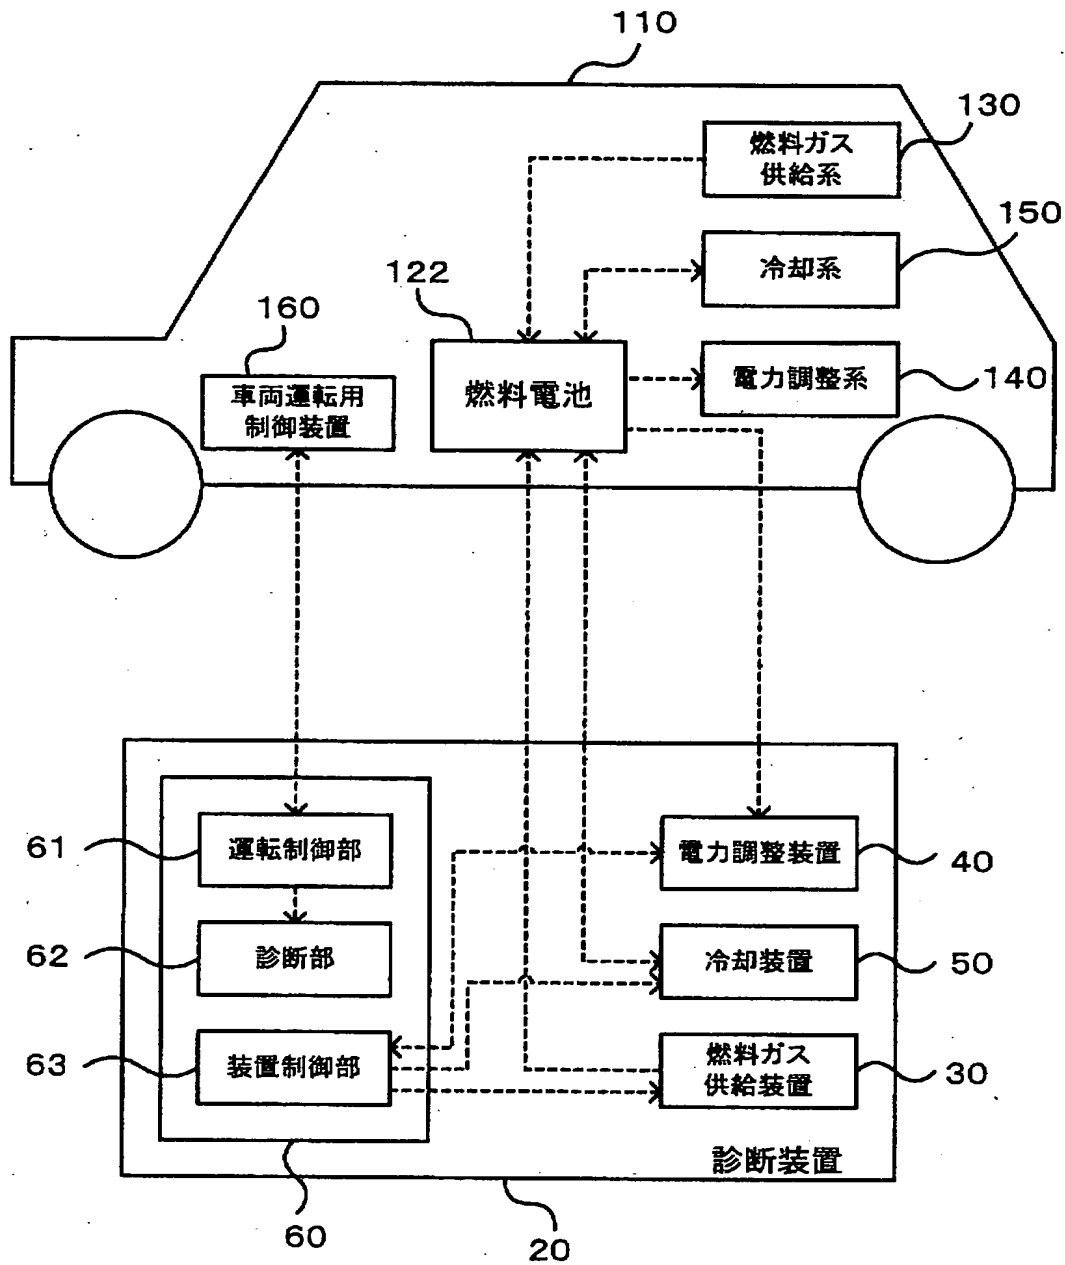 110
130
燃料ガス
供給系
150
冷却系
122
160
車両運転用
制御装置
燃料電池
電力調整系
140
61
運転制御部
電力調整装置
40
62
診断部
冷却装置
50
63
装置制御部
燃料ガス
供給装置
30
診断装置
60
20